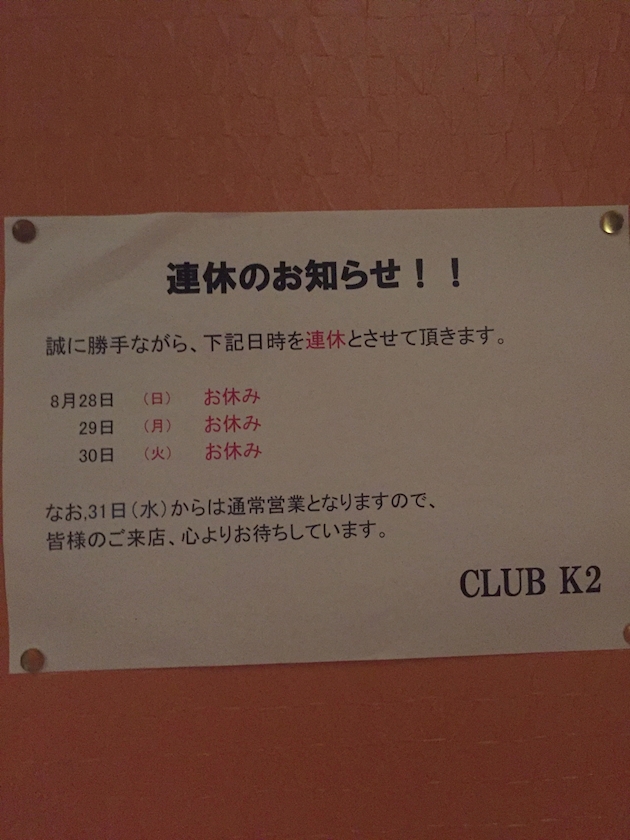 連休のお知らせ！！
誠に勝手ながら、下記日時を連休とさせて頂きます。
8月28日 （日） お休み
29日 （月） お休み
30日 （火） お休み
なお,31日（水）からは通常営業となりますので、
皆様のご来店、心よりお待ちしています。
CLUB K2